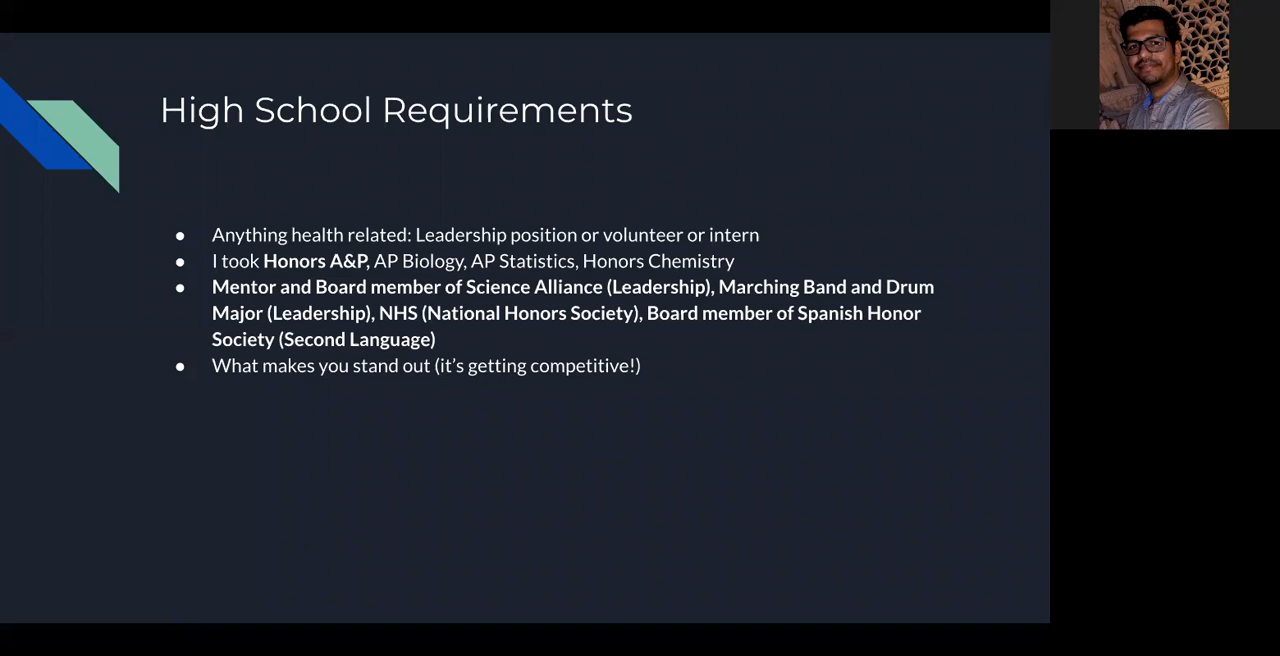 High School Requirements
● Anything health related: Leadership position or volunteer or intern
● I took Honors A&P, AP Biology, AP Statistics, Honors Chemistry
● Mentor and Board member of Science Alliance (Leadership), Marching Band and Drum
Major (Leadership), NHS (National Honors Society), Board member of Spanish Honor
Society (Second Language)
● What makes you stand out (it’s getting competitive!)